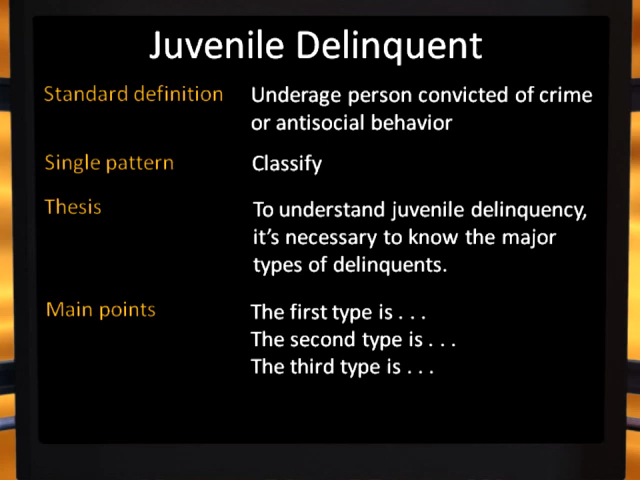 Juvenile Delinquent
Standard definition
Underage person convicted of crime
or antisocial behavior
Single pattern
Classify
Thesis
To understand juvenile delinquency,
it's necessary to know the major
types of delinquents.
Main points
The first type is . . .
The second type is . . .
The third type is . . .